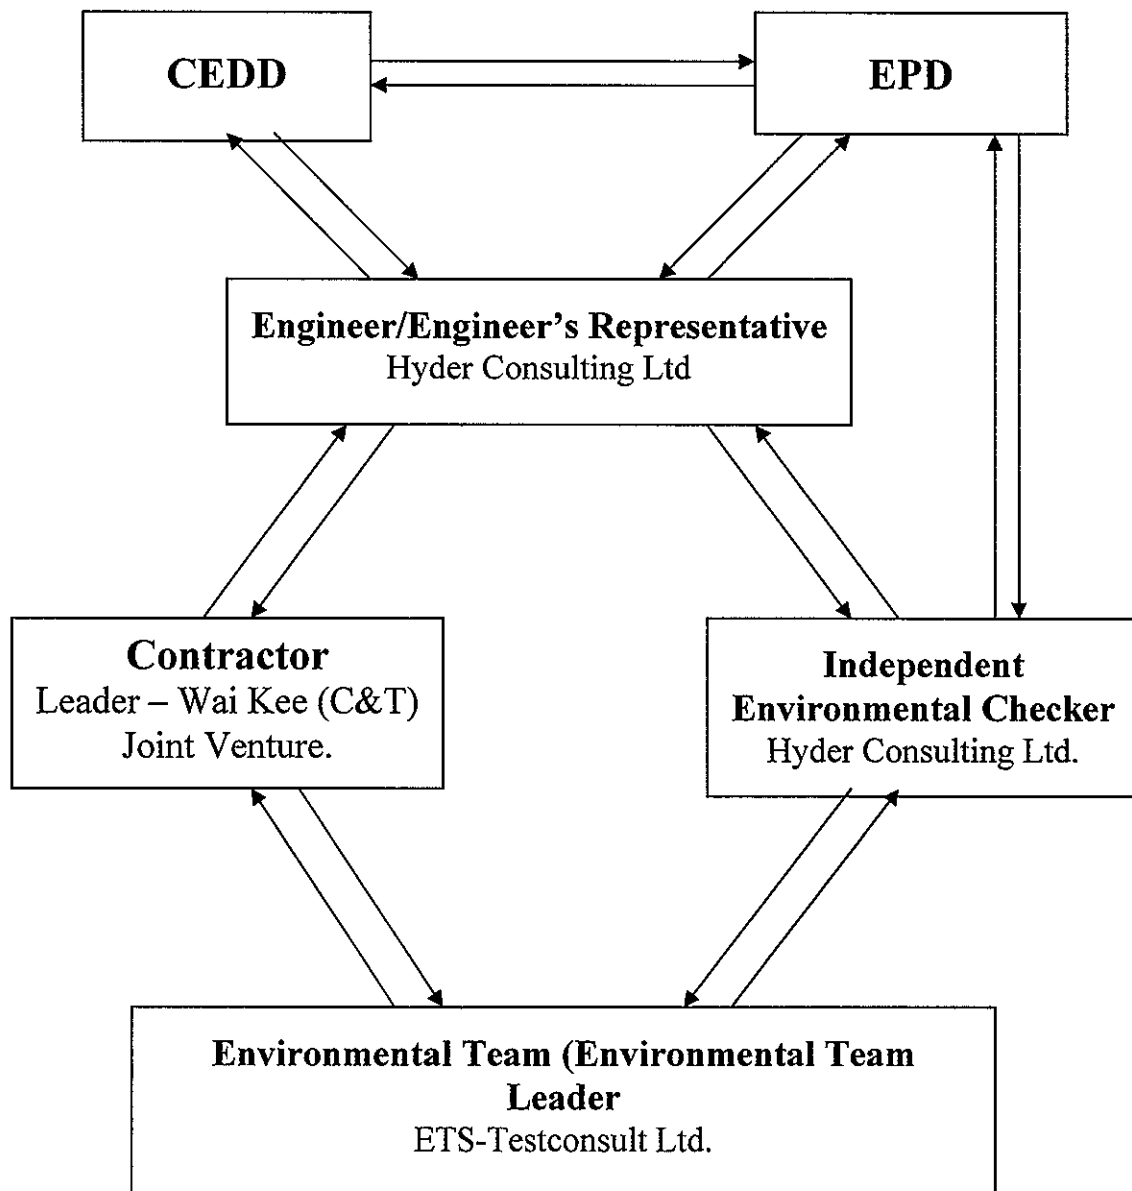 CEDD
EPD
Engineer/Engineer’s Representative
Hyder Consulting Ltd
Contractor
Leader – Wai Kee (C&T)
Joint Venture.
Independent
Environmental Checker
Hyder Consulting Ltd.
Environmental Team (Environmental Team
Leader
ETS-Testconsult Ltd.